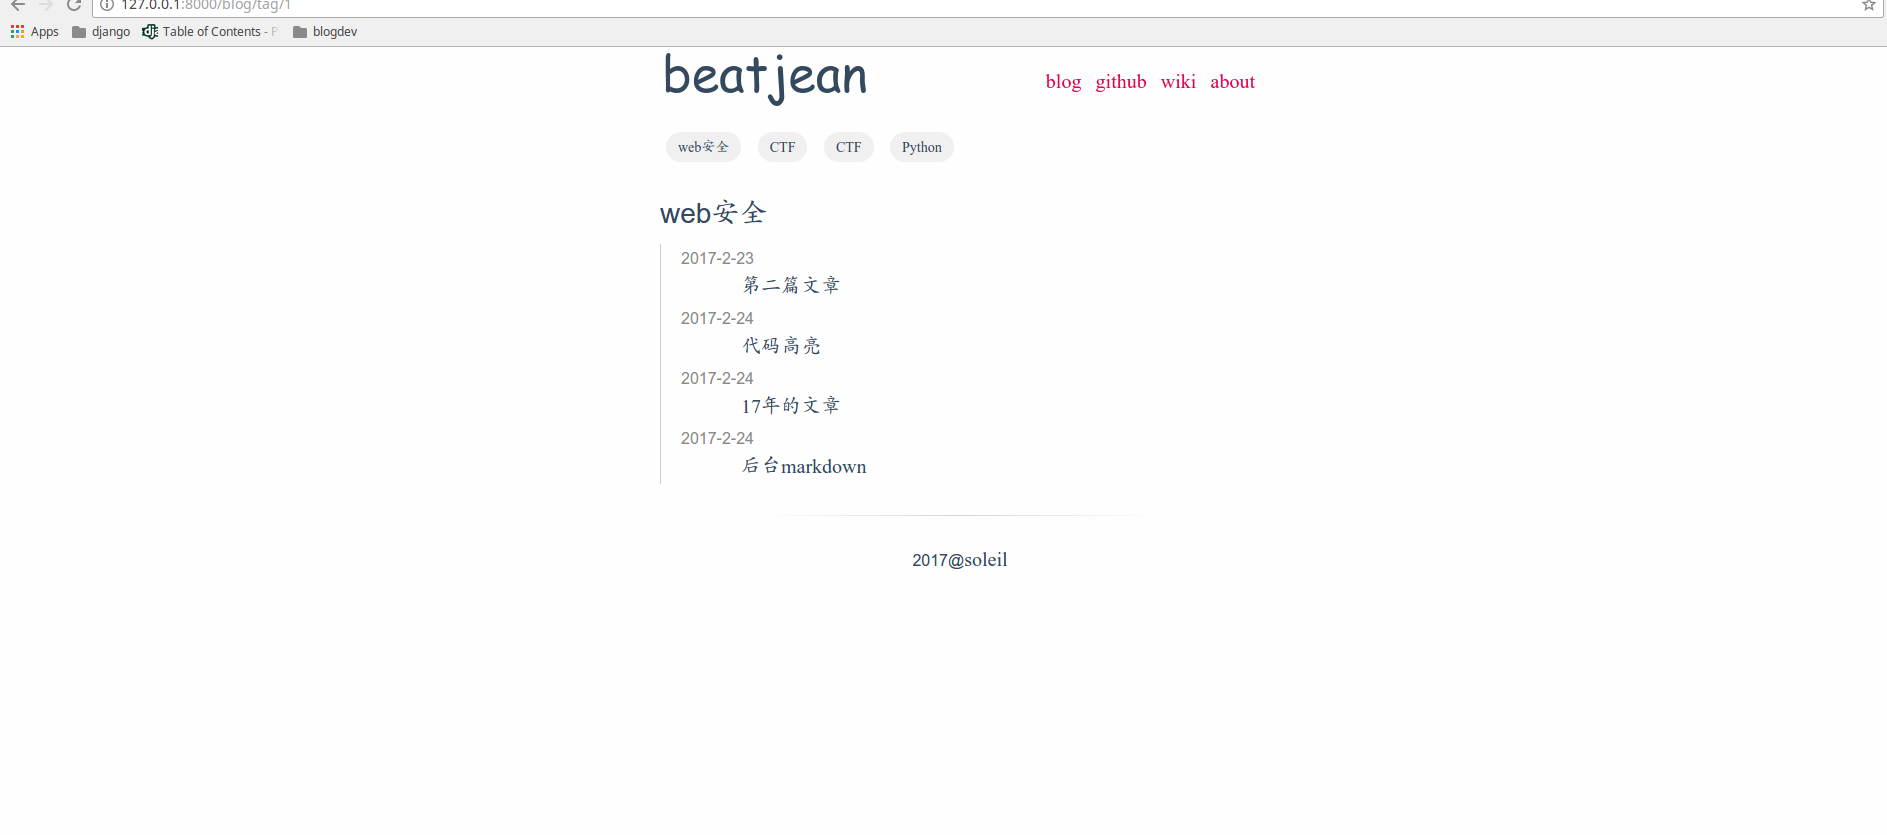 127.0.0.1:8000/blog/tag/1
Apps django Table of Contents - blogdev
beatjean
blog github wiki about
web安全 CTF CTF Python
web安全
2017-2-23
第二篇文章
2017-2-24
代码高亮
2017-2-24
17年的文章
2017-2-24
后台markdown
2017@soleil